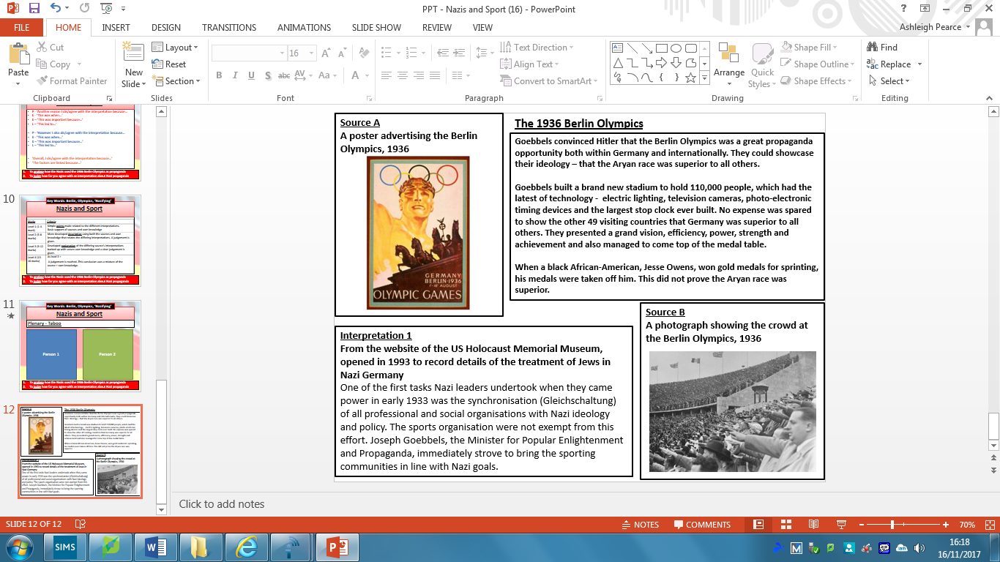 PPT - Nazis and Sport (16) - PowerPoint
FILE HOME INSERT DESIGN TRANSITIONS ANIMATIONS SLIDE SHOW REVIEW VIEW
Ashleigh Pearce
Paste
Cut
Copy
Format Painter
Clipboard
New Slide
Layout
Reset
Section
Slides
16
Font
Text Direction
Align Text
Convert to SmartArt
Paragraph
Arrange
Quick Styles
Shape Fill
Shape Outline
Shape Effects
Drawing
Find
Replace
Select
Editing
10
Key Words: Berlin, Olympics, 'Nazifying'
Nazis and Sport
11
Key Words: Berlin, Olympics, 'Nazifying'
Nazis and Sport
Plenary - Taboo
Person 1
Person 2
12
Source A
A poster advertising the Berlin
Olympics, 1936
GERMANY
BERLIN-1936
1-16 AUGUST
OLYMPIC GAMES
The 1936 Berlin Olympics
Goebbels convinced Hitler that the Berlin Olympics was a great propaganda
opportunity both within Germany and internationally. They could showcase
their ideology – that the Aryan race was superior to all others.
Goebbels built a brand new stadium to hold 110,000 people, which had the
latest of technology - electric lighting, television cameras, photo-electronic
timing devices and the largest stop clock ever built. No expense was spared
to show the other 49 visiting countries that Germany was superior to all
others. They proved a grand vision, efficiency, power, strength and
achievement and also managed to come top of the medal table.
When a black African-American, Jesse Owens, won gold medals for sprinting,
his medals were taken off him. This did not prove the Aryan race was
superior.
Interpretation 1
From the website of the US Holocaust Memorial Museum,
opened in 1993 to record details of the treatment of Jews in
Nazi Germany
One of the first tasks Nazi leaders undertook when they came
power in early 1933 was the synchronisation (Gleichschaltung)
of all professional and social organisations with Nazi ideology
and policy. The sports organisation were not exempt from this
effort. Joseph Goebbels, the Minister for Popular Enlightenment
and Propaganda, immediately strove to bring the sporting
communities in line with Nazi goals.
Source B
A photograph showing the crowd at
the Berlin Olympics, 1936
Click to add notes
SLIDE 12 OF 12
NOTES
COMMENTS
70%
SIMS
16:18
16/11/2017